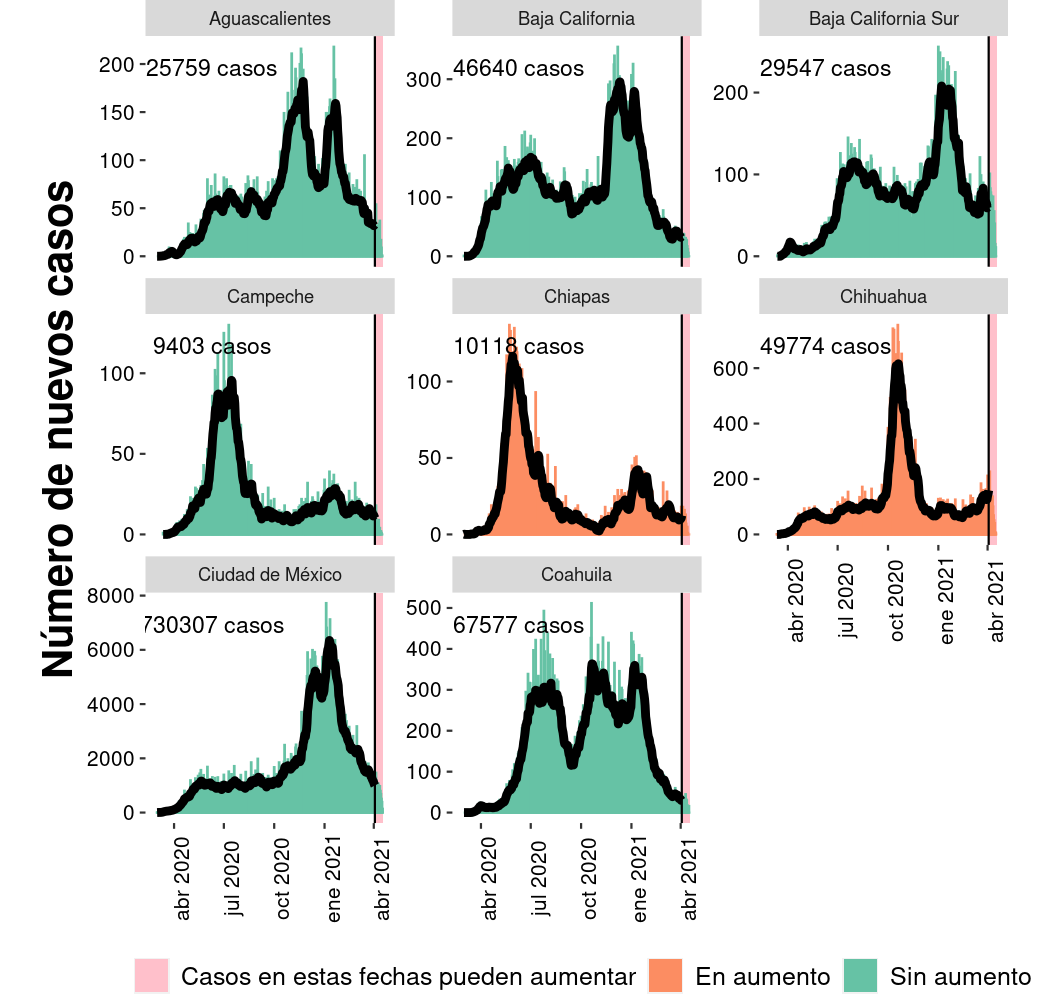 Número de nuevos casos
Aguascalientes
Baja California
Baja California Sur
25759 casos
46640 casos
29547 casos
200
150
100
50
0
300
200
100
0
200
100
0
Campeche
Chiapas
Chihuahua
9403 casos
10118 casos
49774 casos
100
50
0
100
50
0
600
400
200
0
abr 2020
jul 2020
oct 2020
ene 2021
abr 2021
Ciudad de México
Coahuila
730307 casos
67577 casos
8000
6000
4000
2000
0
500
400
300
200
100
0
abr 2020
jul 2020
oct 2020
ene 2021
abr 2021
abr 2020
jul 2020
oct 2020
ene 2021
abr 2021
Casos en estas fechas pueden aumentar
En aumento
Sin aumento